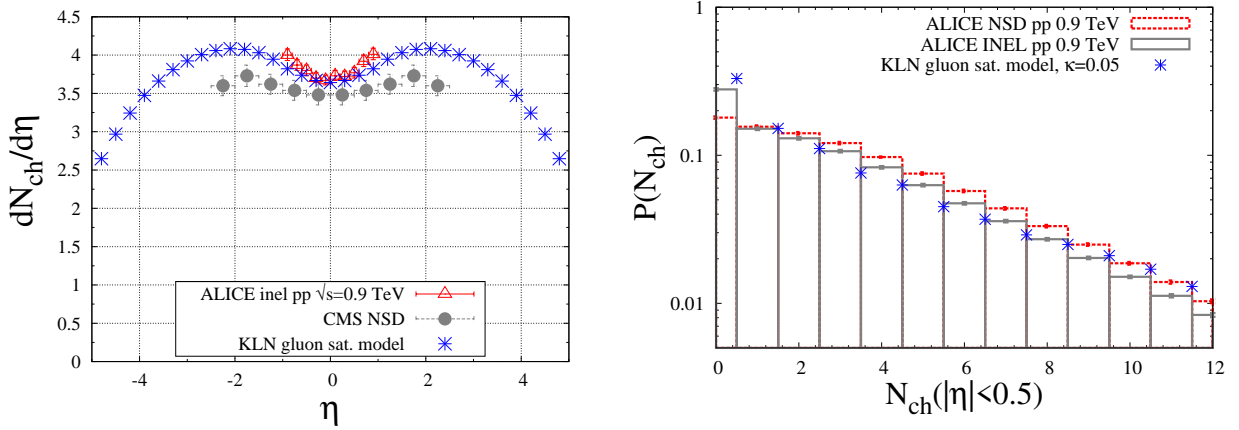 dN_ch/dη
4.5
4
3.5
3
2.5
2
1.5
1
0.5
0
ALICE inel pp √s=0.9 TeV
CMS NSD
KLN gluon sat. model
-4
-2
0
2
4
η
P(N_ch)
1
0.1
0.01
ALICE NSD pp 0.9 TeV
ALICE INEL pp 0.9 TeV
KLN gluon sat. model, κ=0.05
0
2
4
6
8
10
12
N_ch(|η|<0.5)